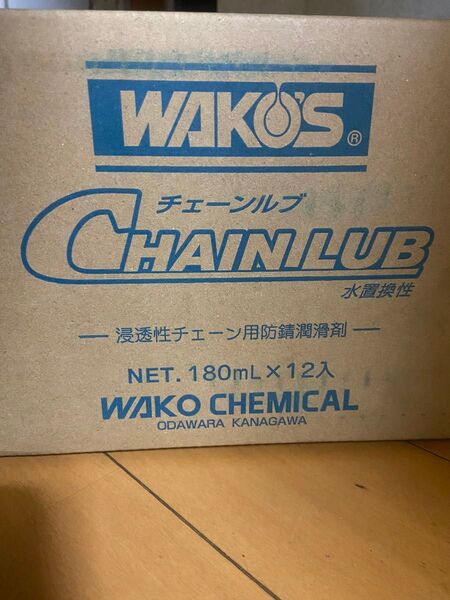 WAKO'S®
チェーンルブ
CHAIN LUB
水置換性
— 浸透性チェーン用防錆潤滑剤 —
NET. 180mL×12入
WAKO CHEMICAL
ODAWARA KANAGAWA